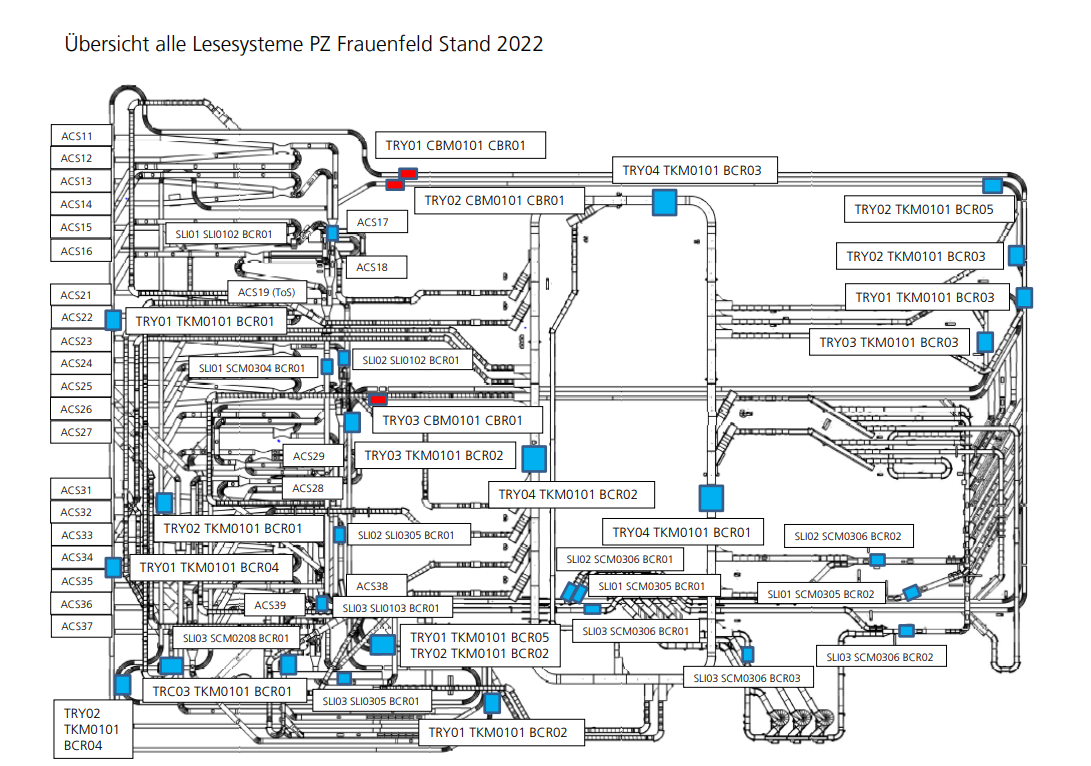 Übersicht alle Lesesysteme PZ Frauenfeld Stand 2022
ACS11
ACS12
ACS13
ACS14
ACS15
ACS16
ACS21
ACS22
ACS23
ACS24
ACS25
ACS26
ACS27
ACS31
ACS32
ACS33
ACS34
ACS35
ACS36
ACS37
TRY01 CBM0101 CBR01
TRY04 TKM0101 BCR03
TRY02 CBM0101 CBR01
TRY02 TKM0101 BCR05
ACS17
SLI01 SLI0102 BCR01
TRY02 TKM0101 BCR03
ACS18
ACS19 (ToS)
TRY01 TKM0101 BCR03
TRY01 TKM0101 BCR01
TRY03 TKM0101 BCR03
SLI02 SLI0102 BCR01
SLI01 SCM0304 BCR01
TRY03 CBM0101 CBR01
ACS29
TRY03 TKM0101 BCR02
ACS28
TRY04 TKM0101 BCR02
TRY02 TKM0101 BCR01
SLI02 SLI0305 BCR01
TRY04 TKM0101 BCR01
SLI02 SCM0306 BCR02
SLI02 SCM0306 BCR01
TRY01 TKM0101 BCR04
ACS38
SLI01 SCM0305 BCR01
SLI01 SCM0305 BCR02
ACS39
SLI03 SLI0103 BCR01
SLI03 SCM0306 BCR01
SLI03 SCM0208 BCR01
TRY01 TKM0101 BCR05
TRY02 TKM0101 BCR02
SLI03 SCM0306 BCR02
SLI03 SCM0306 BCR03
TRC03 TKM0101 BCR01
SLI03 SLI0305 BCR01
TRY02
TKM0101
BCR04
TRY01 TKM0101 BCR02